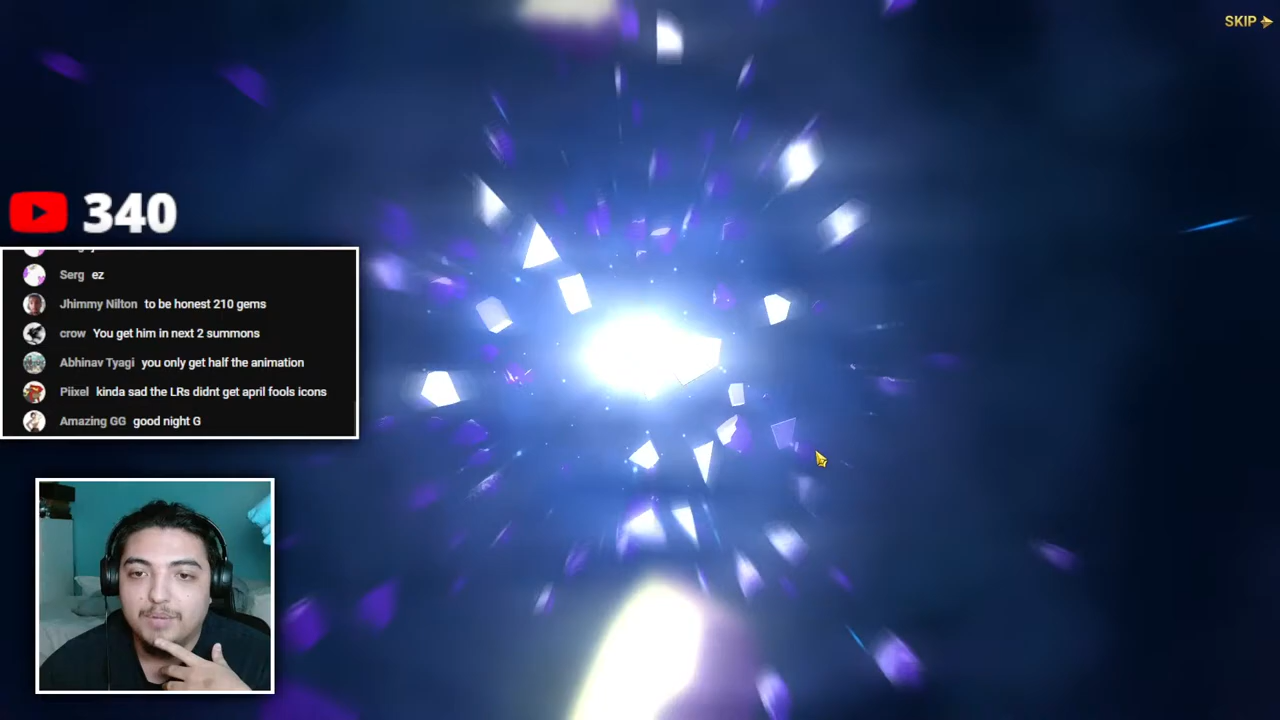 SKIP
340
Serg ez
Jhimmy Nilton to be honest 210 gems
crow You get him in next 2 summons
Abhinav Tyagi you only get half the animation
Piixel kinda sad the LRs didnt get april fools icons
Amazing GG good night G